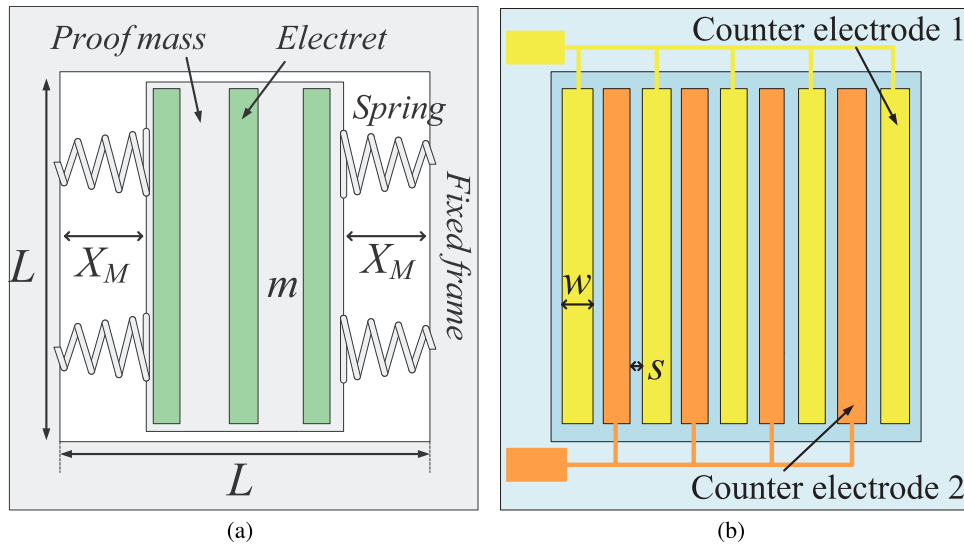 Proof mass
Electret
Spring
Fixed frame
L
X_M
X_M
m
L
(a)
Counter electrode 1
w
s
Counter electrode 2
(b)